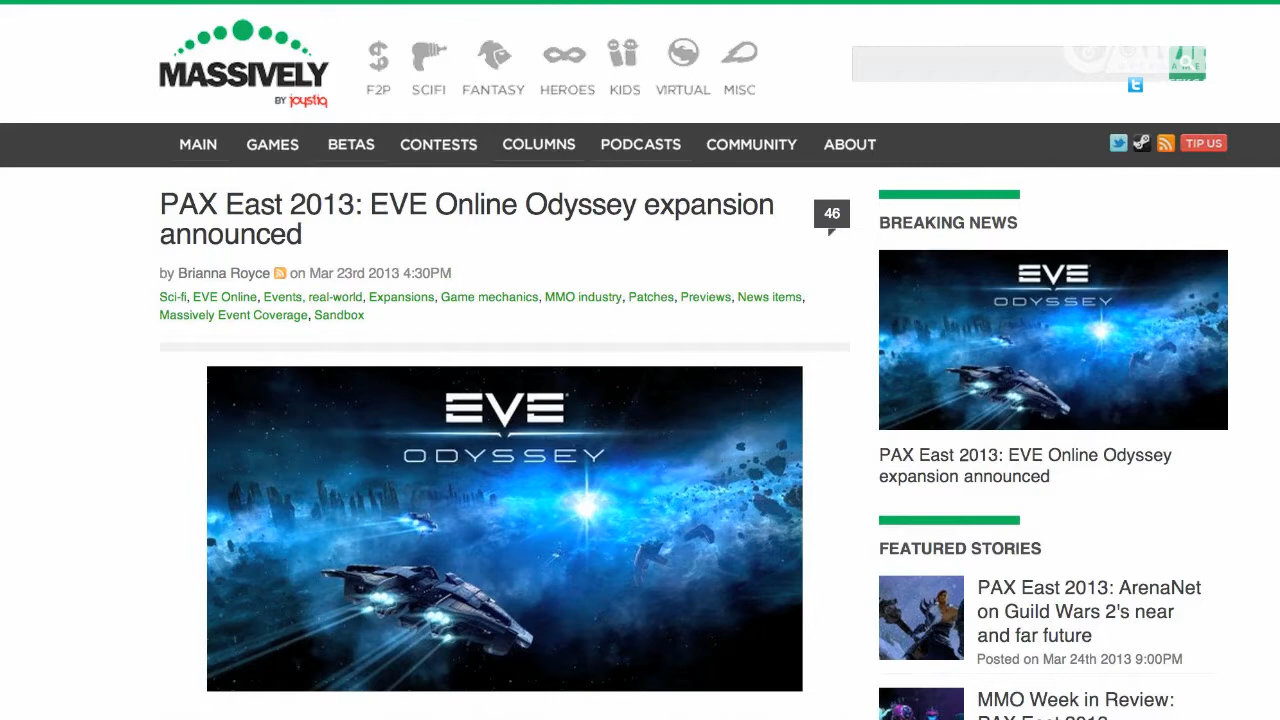 MASSIVELY
BY joystiq
F2P SCIFI FANTASY HEROES KIDS VIRTUAL MISC
MAIN GAMES BETAS CONTESTS COLUMNS PODCASTS COMMUNITY ABOUT
TIP US
PAX East 2013: EVE Online Odyssey expansion
announced
46
by Brianna Royce on Mar 23rd 2013 4:30PM
Sci-fi, EVE Online, Events, real-world, Expansions, Game mechanics, MMO industry, Patches, Previews, News items,
Massively Event Coverage, Sandbox
EVE
ODYSSEY
BREAKING NEWS
EVE
ODYSSEY
PAX East 2013: EVE Online Odyssey
expansion announced
FEATURED STORIES
PAX East 2013: ArenaNet
on Guild Wars 2's near
and far future
Posted on Mar 24th 2013 9:00PM
MMO Week in Review:
PAX East 2013